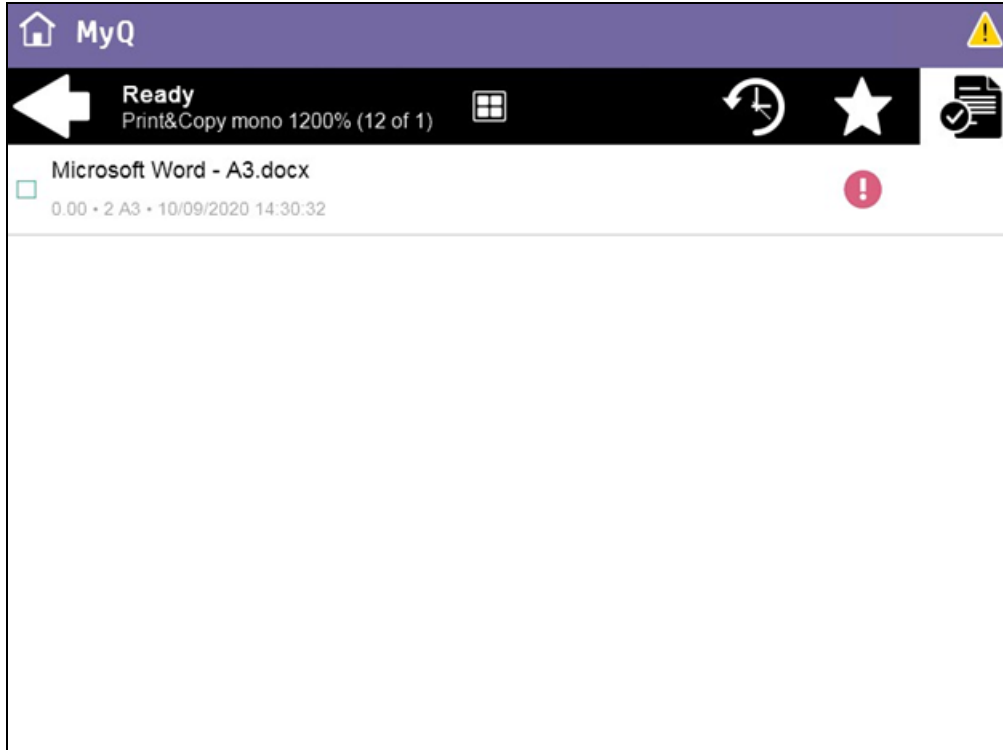 MyQ
Ready
Print&Copy mono 1200% (12 of 1)
Microsoft Word - A3.docx
0.00 • 2 A3 • 10/09/2020 14:30:32